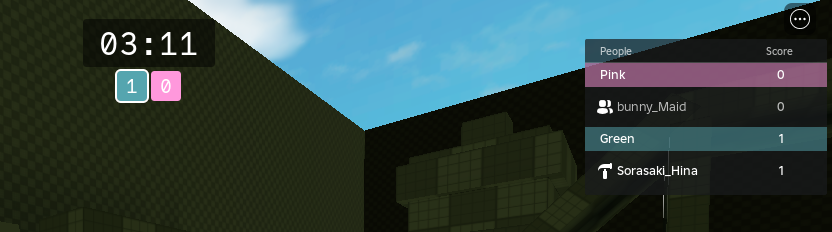 03:11
1 0
People Score
Pink 0
bunny_Maid 0
Green 1
Sorasaki_Hina 1